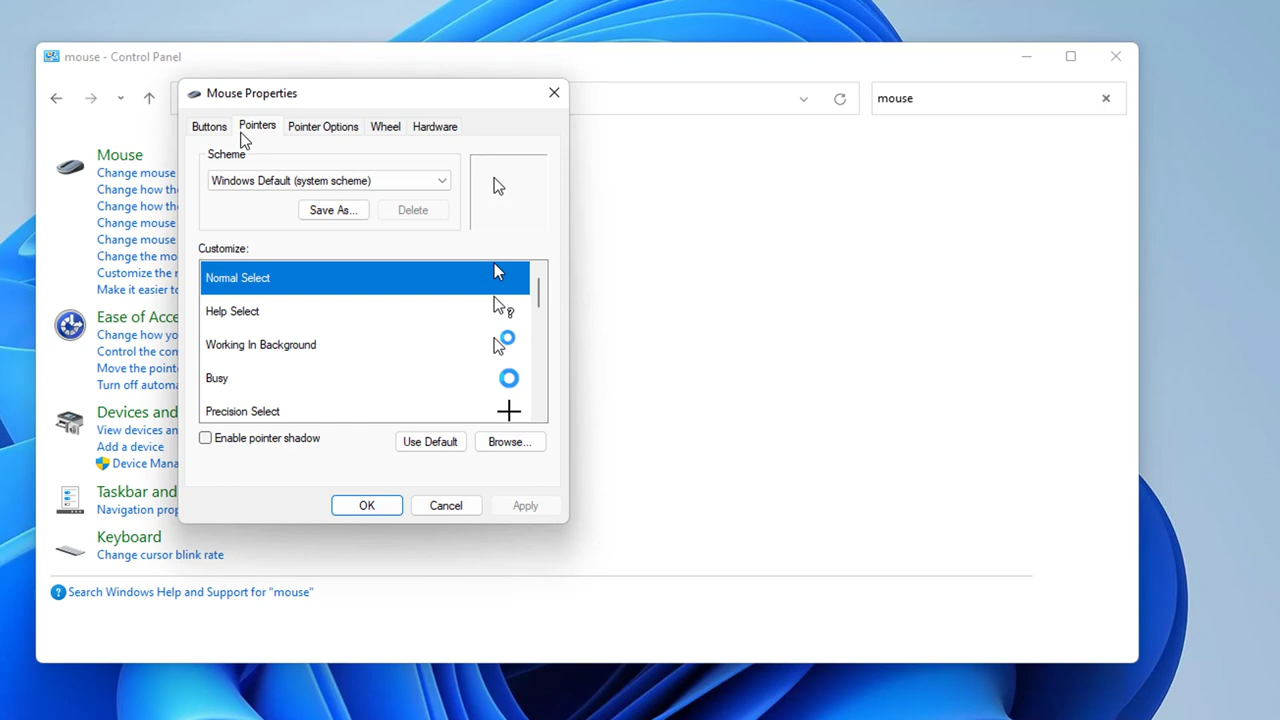 mouse - Control Panel
mouse
Mouse Properties
Buttons
Pointers
Pointer Options
Wheel
Hardware
Scheme
Windows Default (system scheme)
Save As...
Delete
Customize:
Normal Select
Help Select
Working In Background
Busy
Precision Select
Enable pointer shadow
Use Default
Browse...
OK
Cancel
Apply
Mouse
Change mouse
Change how the
Change how the
Change mouse
Change mouse
Change the mo
Customize the
Make it easier to
Ease of Acce
Change how yo
Control the con
Move the point
Turn off autom
Devices and
View devices an
Add a device
Device Mana
Taskbar and
Navigation prop
Keyboard
Change cursor blink rate
Search Windows Help and Support for "mouse"